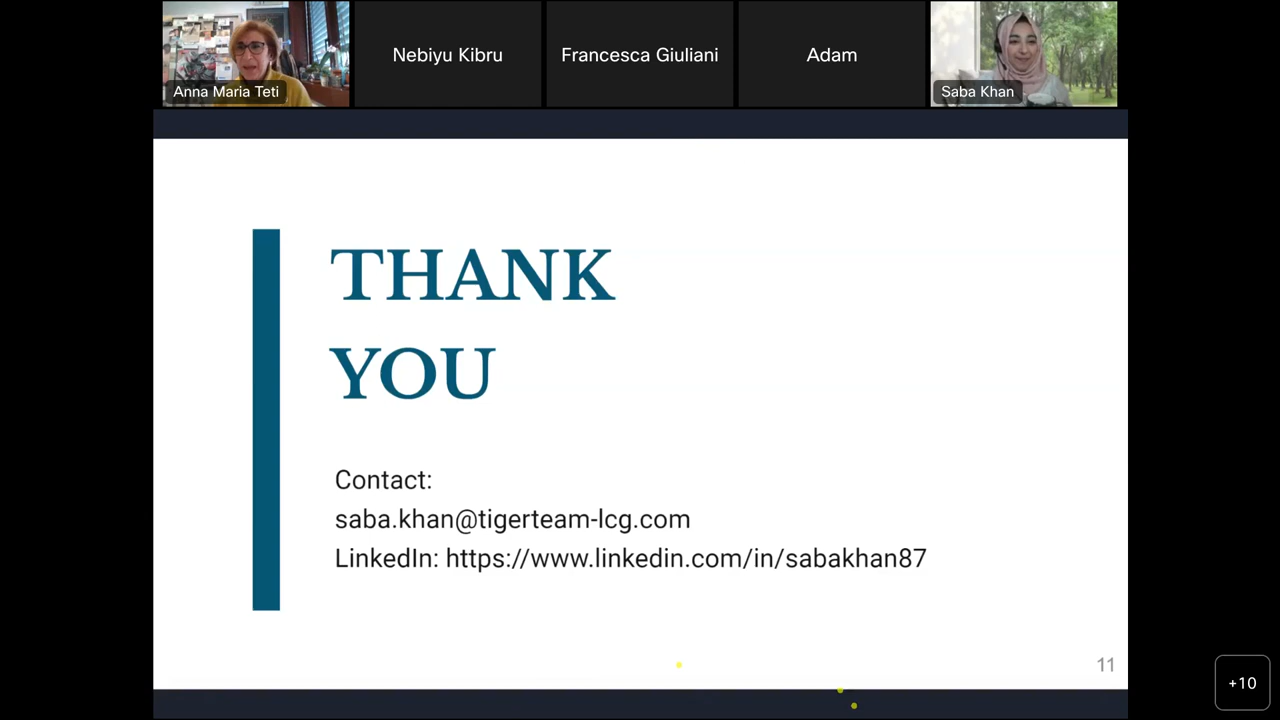 Anna Maria Teti
Nebiyu Kibru
Francesca Giuliani
Adam
Saba Khan
THANK
YOU
Contact:
saba.khan@tigerteam-lcg.com
LinkedIn: https://www.linkedin.com/in/sabakhan87
11
+10